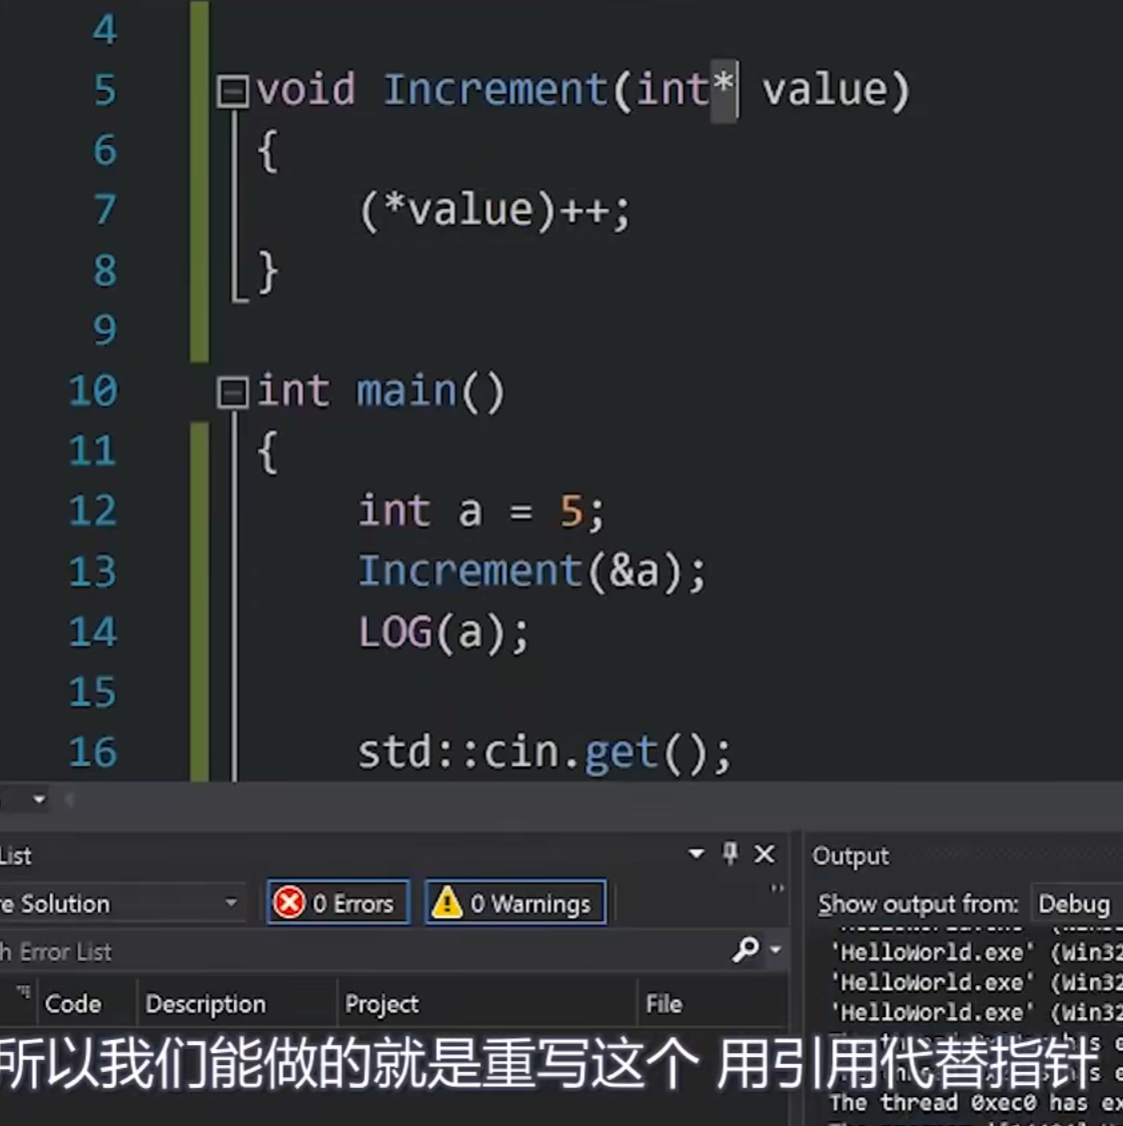 4
5 void Increment(int* value)
6 {
7 (*value)++;
8 }
9
10 int main()
11 {
12 int a = 5;
13 Increment(&a);
14 LOG(a);
15
16 std::cin.get();
List
Output
e Solution
0 Errors
0 Warnings
Show output from: Debug
h Error List
'HelloWorld.exe' (Win32
'HelloWorld.exe' (Win32
'HelloWorld.exe' (Win32
Code Description Project File
所以我们能做的就是重写这个 用引用代替指针
The thread 0xec0 has ex